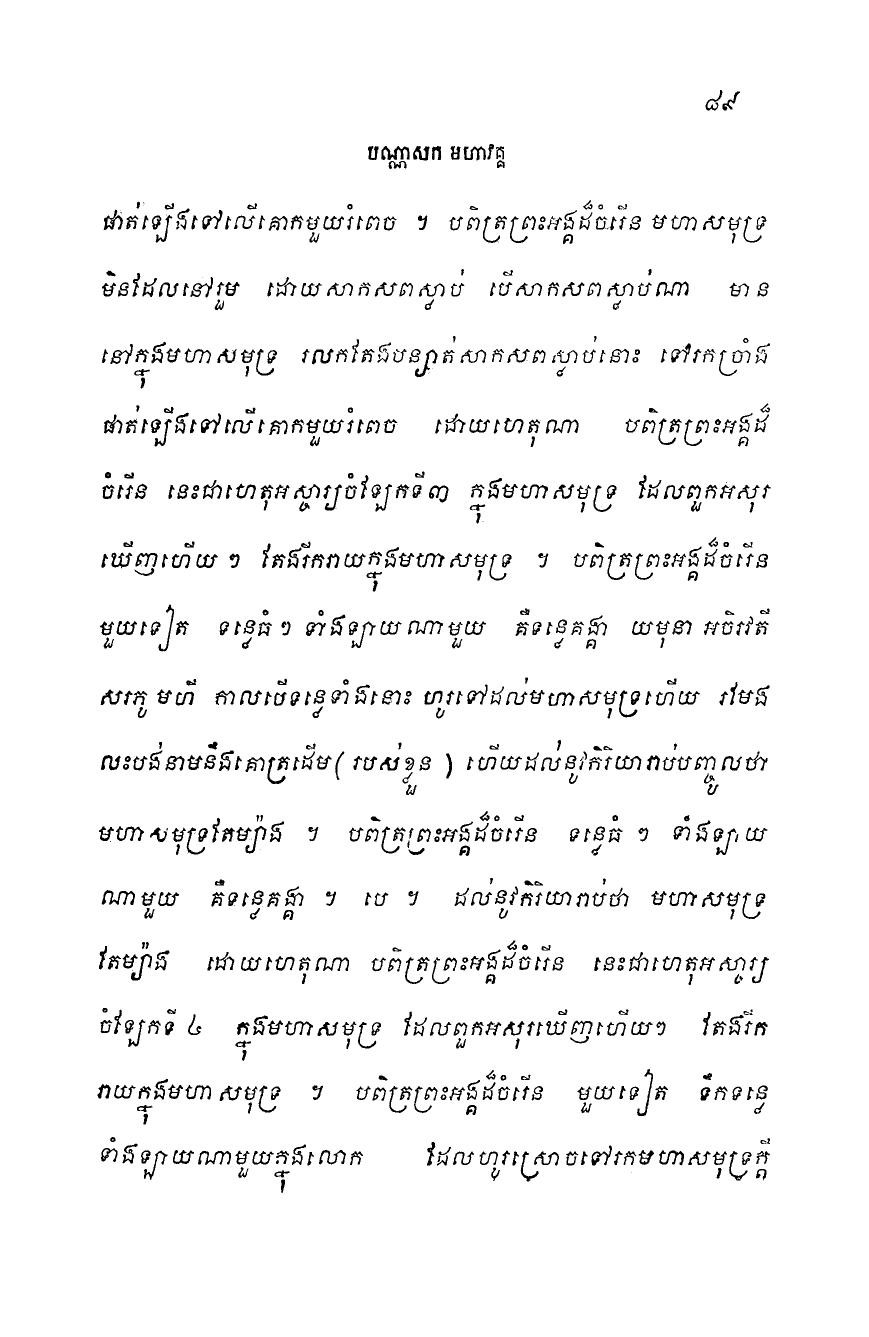 ៨៩
បណ្ណាសក មហាវគ្គ
ផាត់ឡើងទៅលើគោកមួយរំពេច ។ បពិត្រព្រះអង្គដ៏ចំរើន មហាសមុទ្រ
មិនដែលនៅរួម ដោយសាកសពស្លាប់ បើសាកសពស្លាប់ណា មាន
នៅក្នុងមហាសមុទ្រ រលកតែងបន្សាត់សាកសពស្លាប់នោះ ទៅរកច្រាំង
ផាត់ឡើងទៅលើគោកមួយរំពេច ដោយហេតុណា បពិត្រព្រះអង្គដ៏
ចំរើន នេះជាហេតុអស្ចារ្យចំឡែកទី៣ ក្នុងមហាសមុទ្រ ដែលពួកអសុរ
ឃើញហើយ ៗ តែងរីករាយក្នុងមហាសមុទ្រ ។ បពិត្រព្រះអង្គដ៏ចំរើន
មួយទៀត ទន្លេធំៗ ទាំងឡាយណាមួយ គឺទន្លេគង្គា យមុនា អចិរវតី
សរភូ មហី កាលបើទន្លេទាំងនោះ ហូរទៅដល់មហាសមុទ្រហើយ រមែង
លះបង់នាមនឹងគោត្រដើម ( របស់ខ្លួន ) ហើយដល់នូវកិរិយារាប់បញ្ចូលថា
មហាសមុទ្រតែម្យ៉ាង ។ បពិត្រព្រះអង្គដ៏ចំរើន ទន្លេធំ ៗ ទាំងឡាយ
ណាមួយ គឺទន្លេគង្គា ។ បេ ។ ដល់នូវកិរិយារាប់ថា មហាសមុទ្រ
តែម្យ៉ាង ដោយហេតុណា បពិត្រព្រះអង្គដ៏ចំរើន នេះជាហេតុអស្ចារ្យ
ចំឡែកទី ៤ ក្នុងមហាសមុទ្រ ដែលពួកអសុរឃើញហើយៗ តែងរីក
រាយក្នុងមហាសមុទ្រ ។ បពិត្រព្រះអង្គដ៏ចំរើន មួយទៀត ទឹកទន្លេ
ទាំងឡាយណាមួយក្នុងលោក ដែលហូរស្រោចទៅរកមហាសមុទ្រក្តី